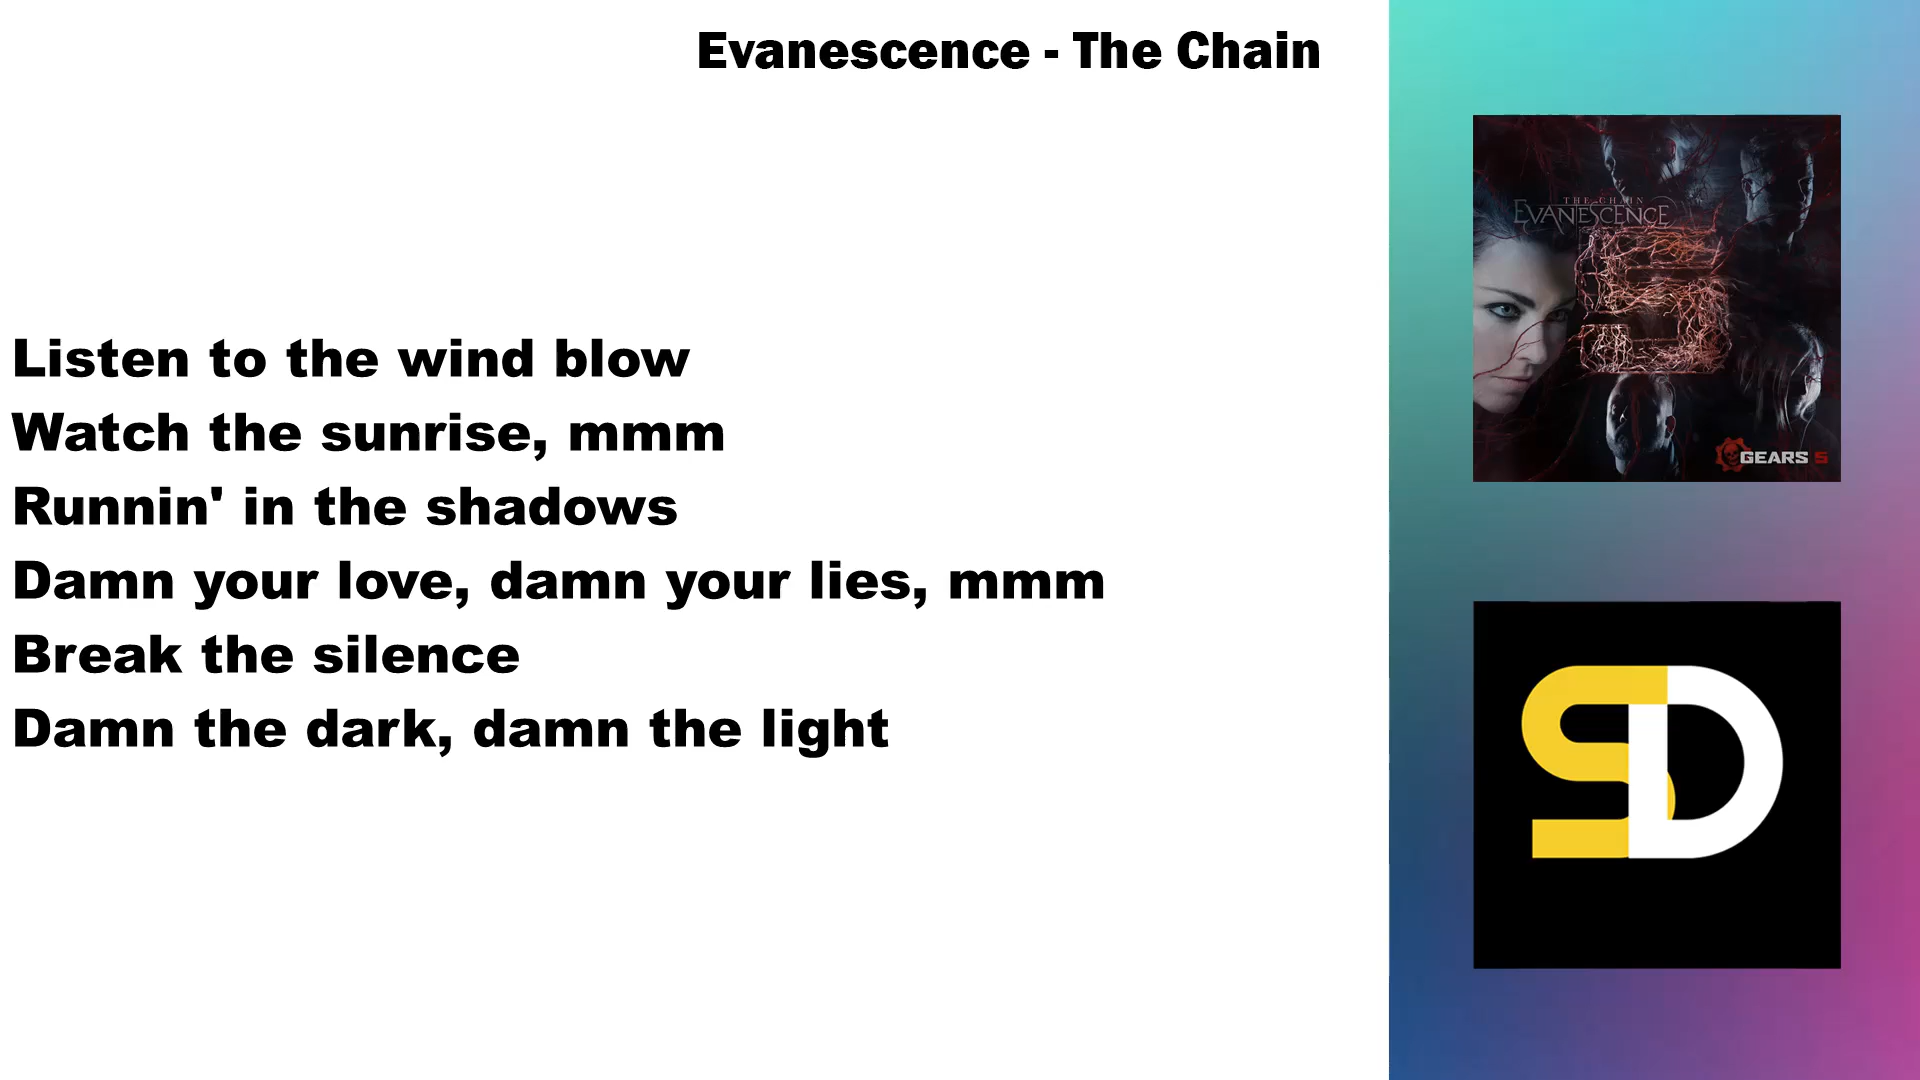 Evanescence - The Chain
Listen to the wind blow
Watch the sunrise, mmm
Runnin' in the shadows
Damn your love, damn your lies, mmm
Break the silence
Damn the dark, damn the light
THE CHAIN
EVANESCENCE
GEARS 5
SD